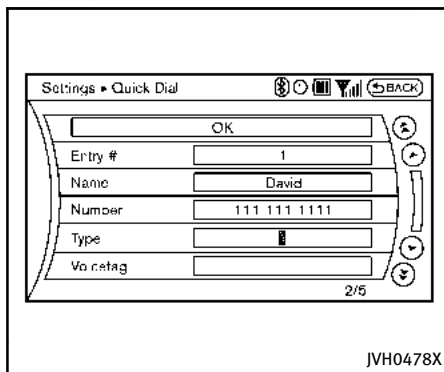 Settings ▸ Quick Dial BACK
OK
Entry # 1
Name David
Number 111 111 1111
Type
Voicetag
2/5
JVH0478X